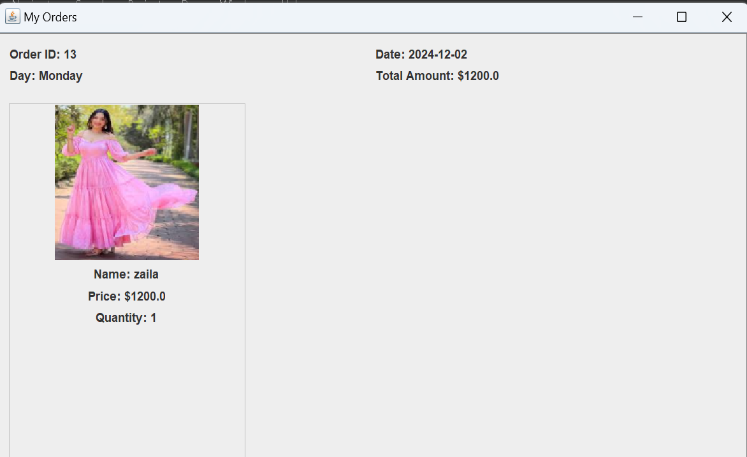 My Orders
Order ID: 13
Date: 2024-12-02
Day: Monday
Total Amount: $1200.0
Name: zaila
Price: $1200.0
Quantity: 1